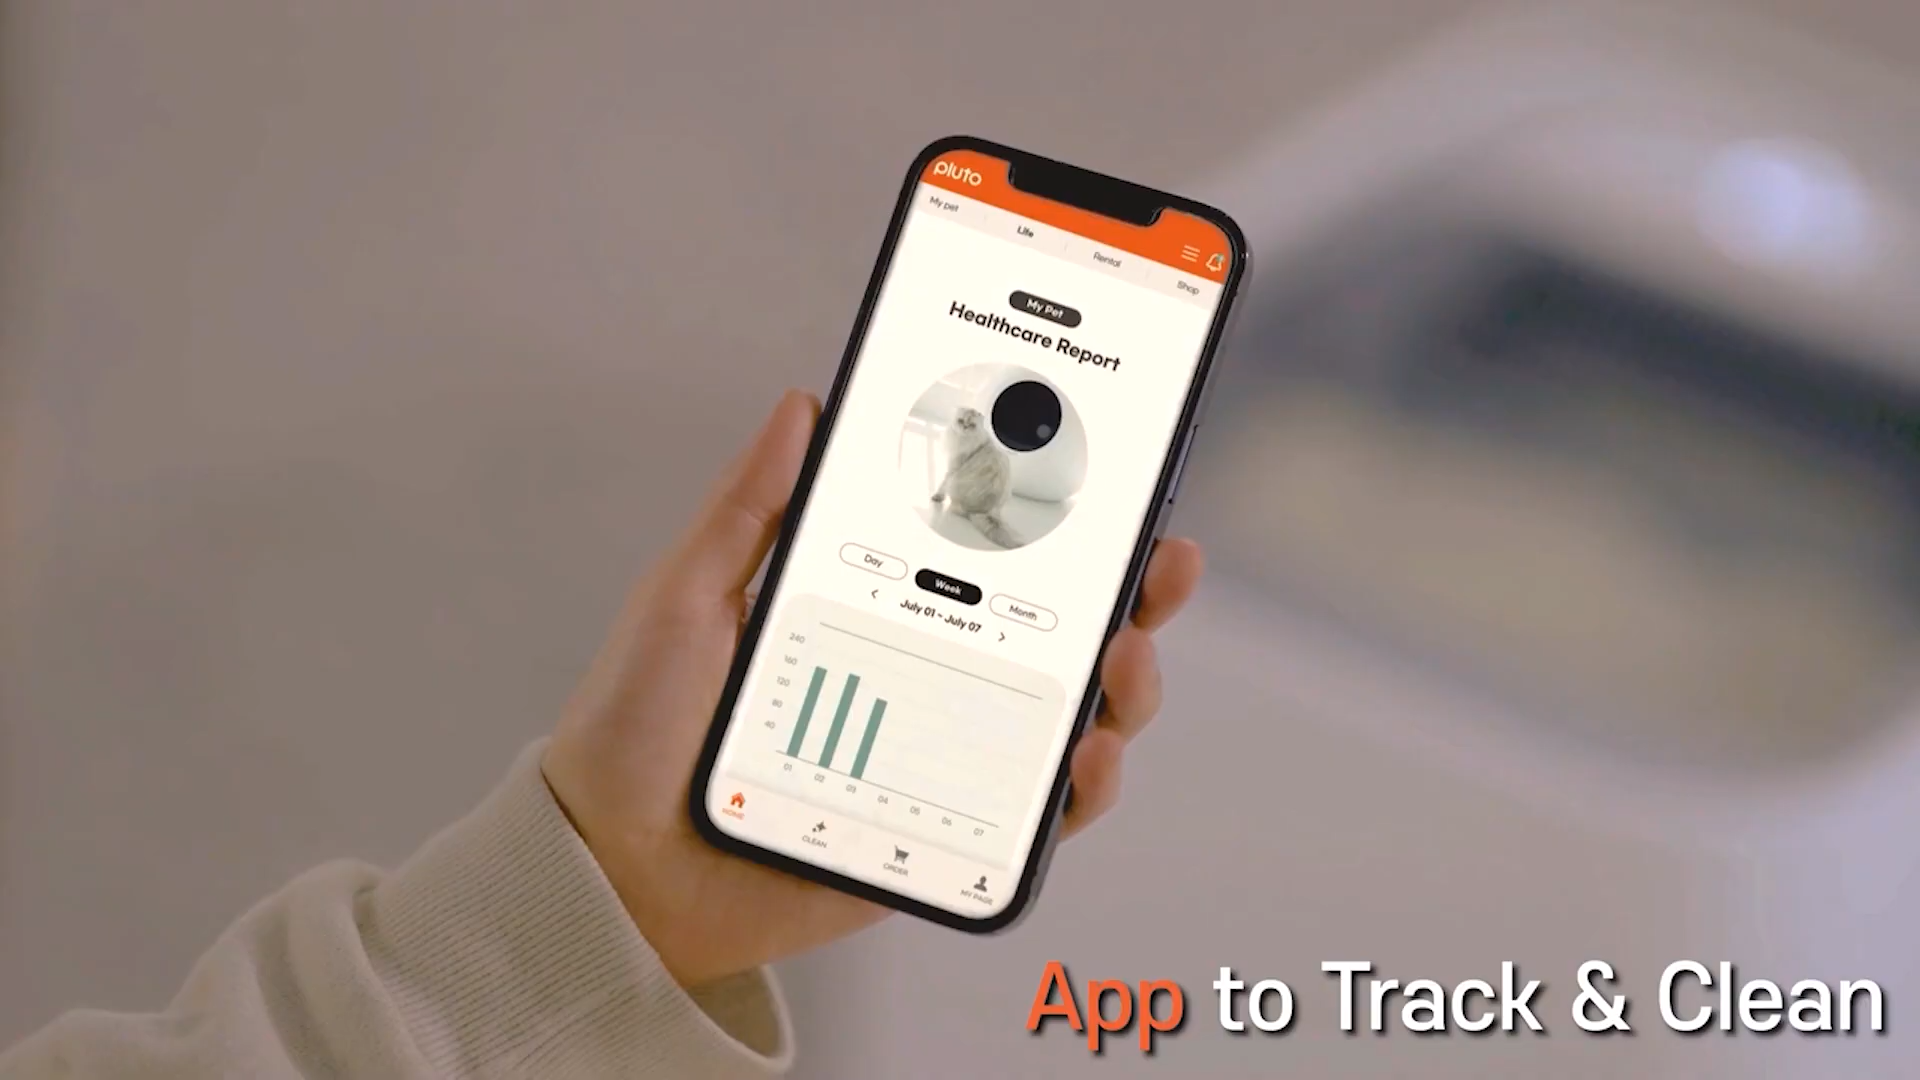 pluto
My pet
Life
Rental
Shop
My Pet
Healthcare Report
Day
Week
Month
< July 01 - July 07 >
240
160
120
80
40
01 02 03 04 05 06 07
HOME
CLEAN
ORDER
MY PAGE
App to Track & Clean